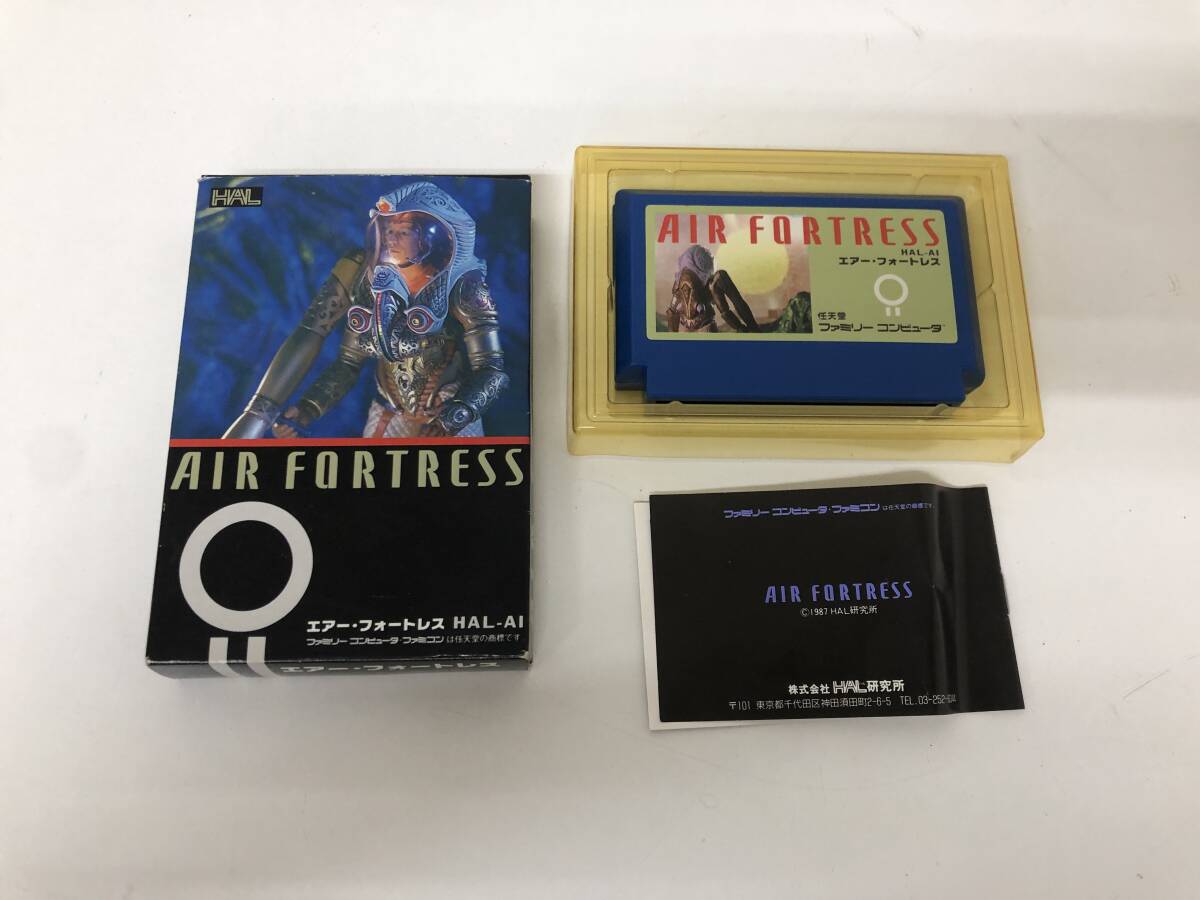 HAL
AIR FORTRESS
エアー・フォートレス HAL-AI
ファミリー コンピュータ・ファミコン は任天堂の商標です
エアー・フォートレス
AIR FORTRESS
HAL-AI
エアー・フォートレス
任天堂
ファミリー コンピュータ
ファミリー コンピュータ・ファミコン は任天堂の商標です。
AIR FORTRESS
©1987 HAL研究所
株式会社 HAL研究所
〒101 東京都千代田区神田須田町2-6-5 TEL.03-252-